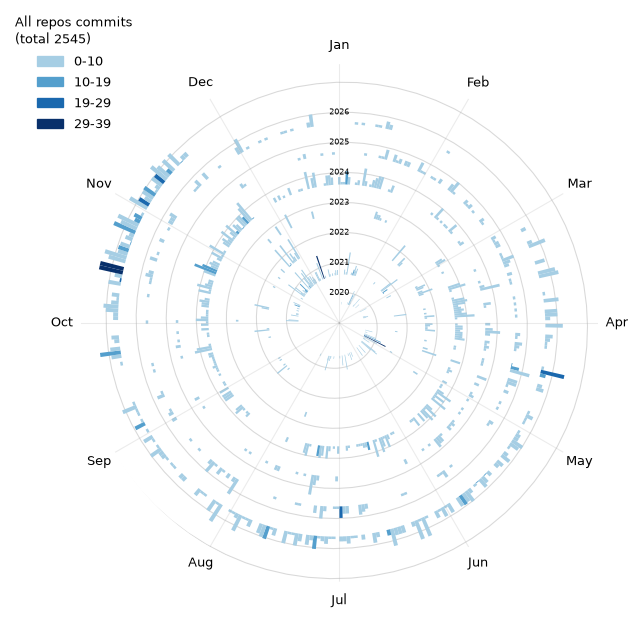 All repos commits
(total 2545)
0-10
10-19
19-29
29-39
Jan
Feb
Mar
Apr
May
Jun
Jul
Aug
Sep
Oct
Nov
Dec
2026
2025
2024
2023
2022
2021
2020